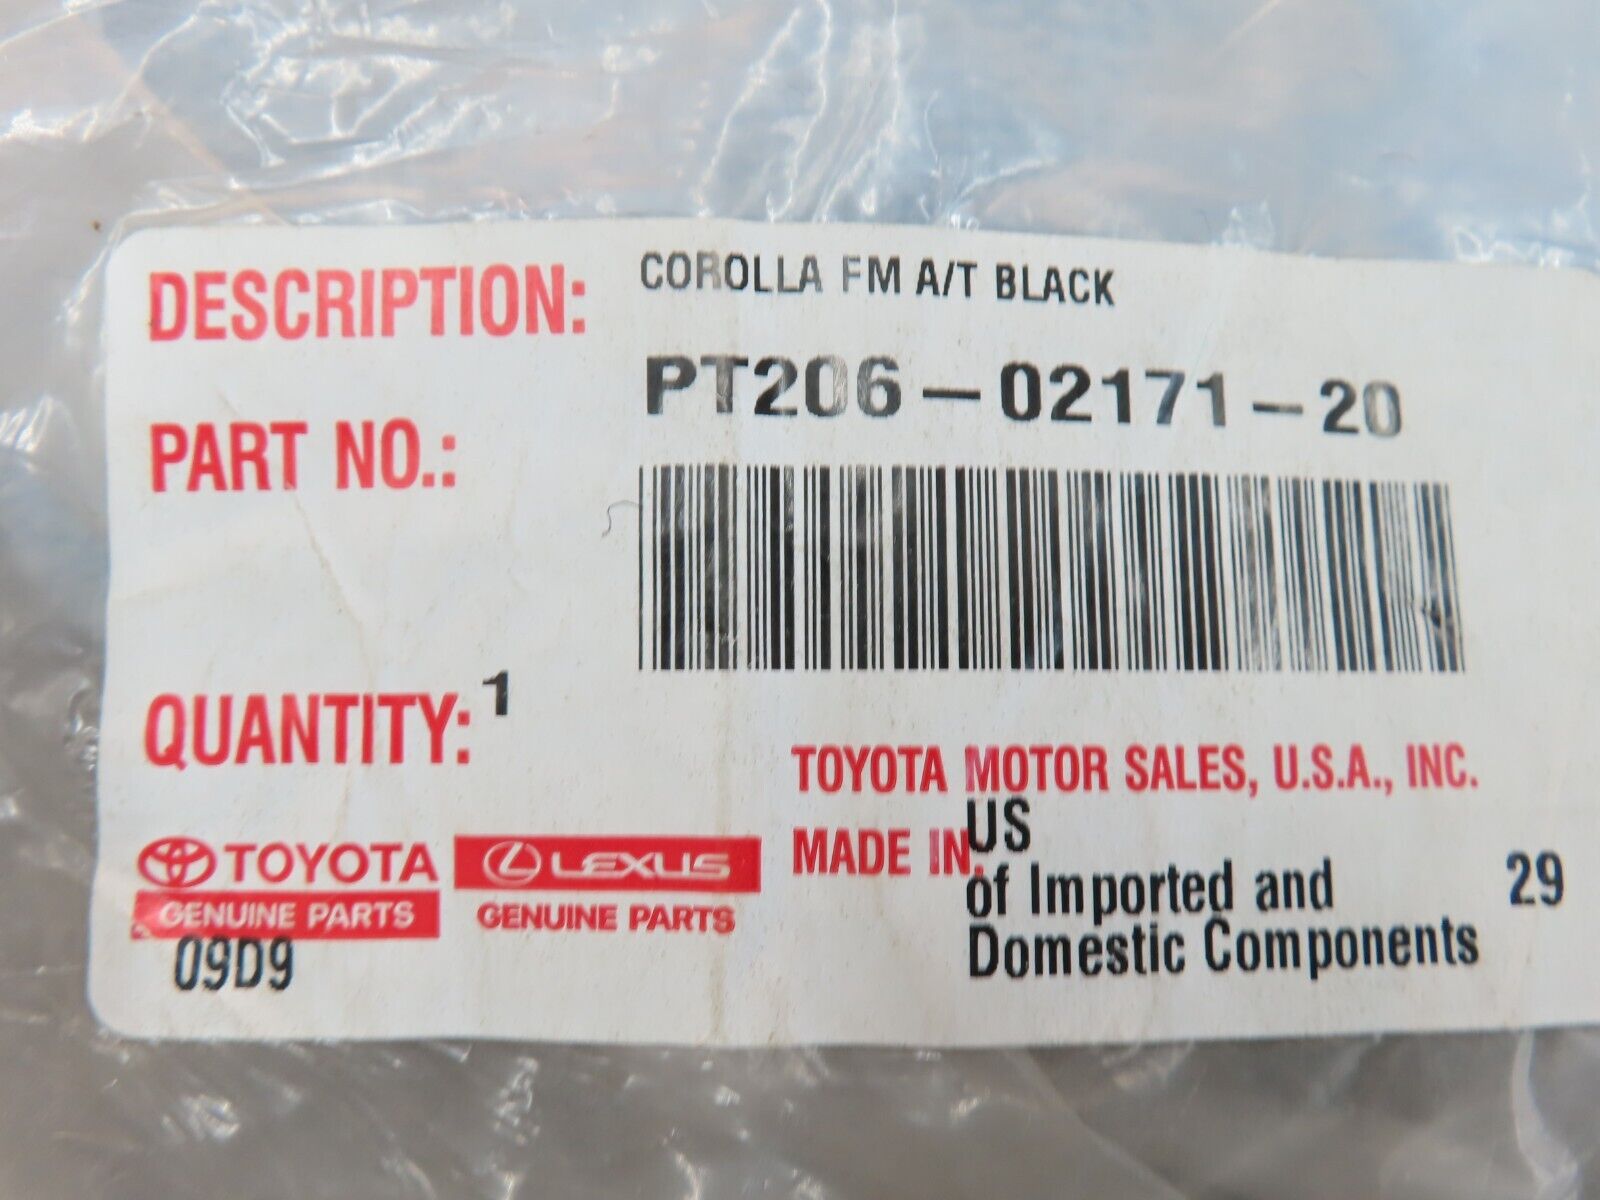 DESCRIPTION: COROLLA FM A/T BLACK
PART NO.: PT206-02171-20
QUANTITY: 1
TOYOTA MOTOR SALES, U.S.A., INC.
MADE IN: US
of Imported and
Domestic Components
29
TOYOTA
GENUINE PARTS
LEXUS
GENUINE PARTS
09D9